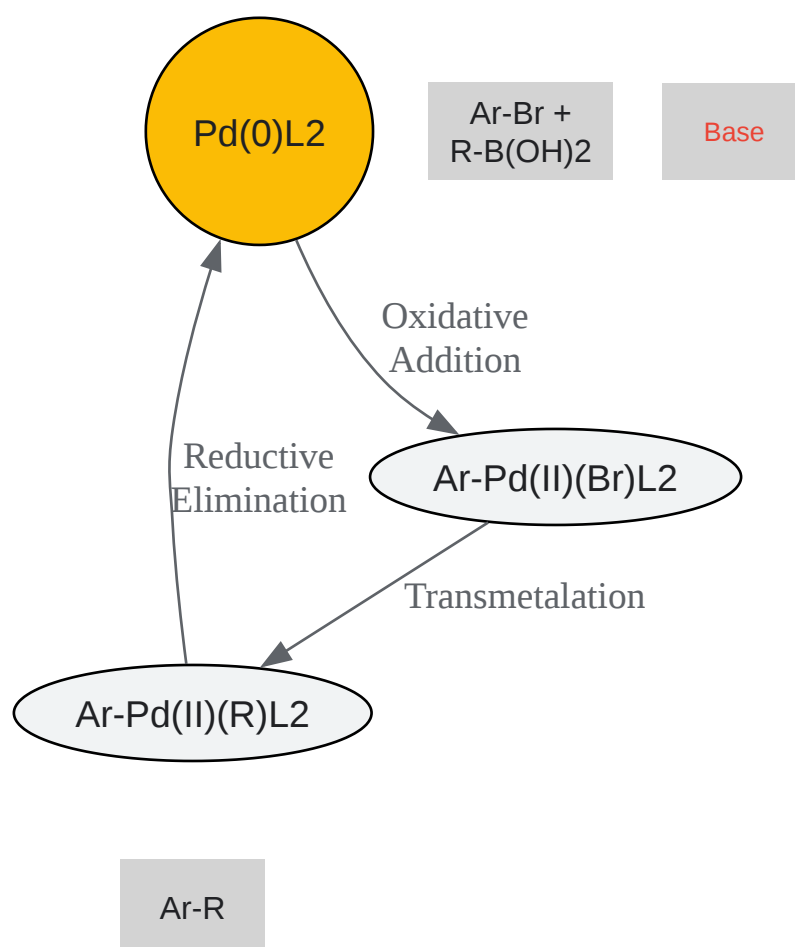 Pd(0)L2
Ar-Br +
R-B(OH)2
Base
Oxidative
Addition
Reductive
Elimination
Ar-Pd(II)(Br)L2
Transmetalation
Ar-Pd(II)(R)L2
Ar-R